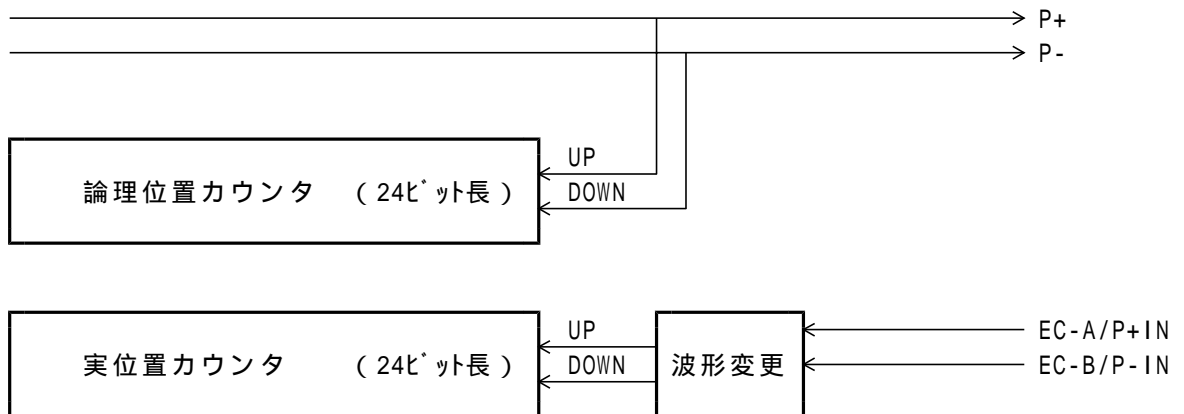 P+
P-
UP
論理位置カウンタ (24ﾋﾞｯﾄ長) DOWN
UP EC-A/P+IN
実位置カウンタ (24ﾋﾞｯﾄ長) DOWN 波形変更 EC-B/P-IN